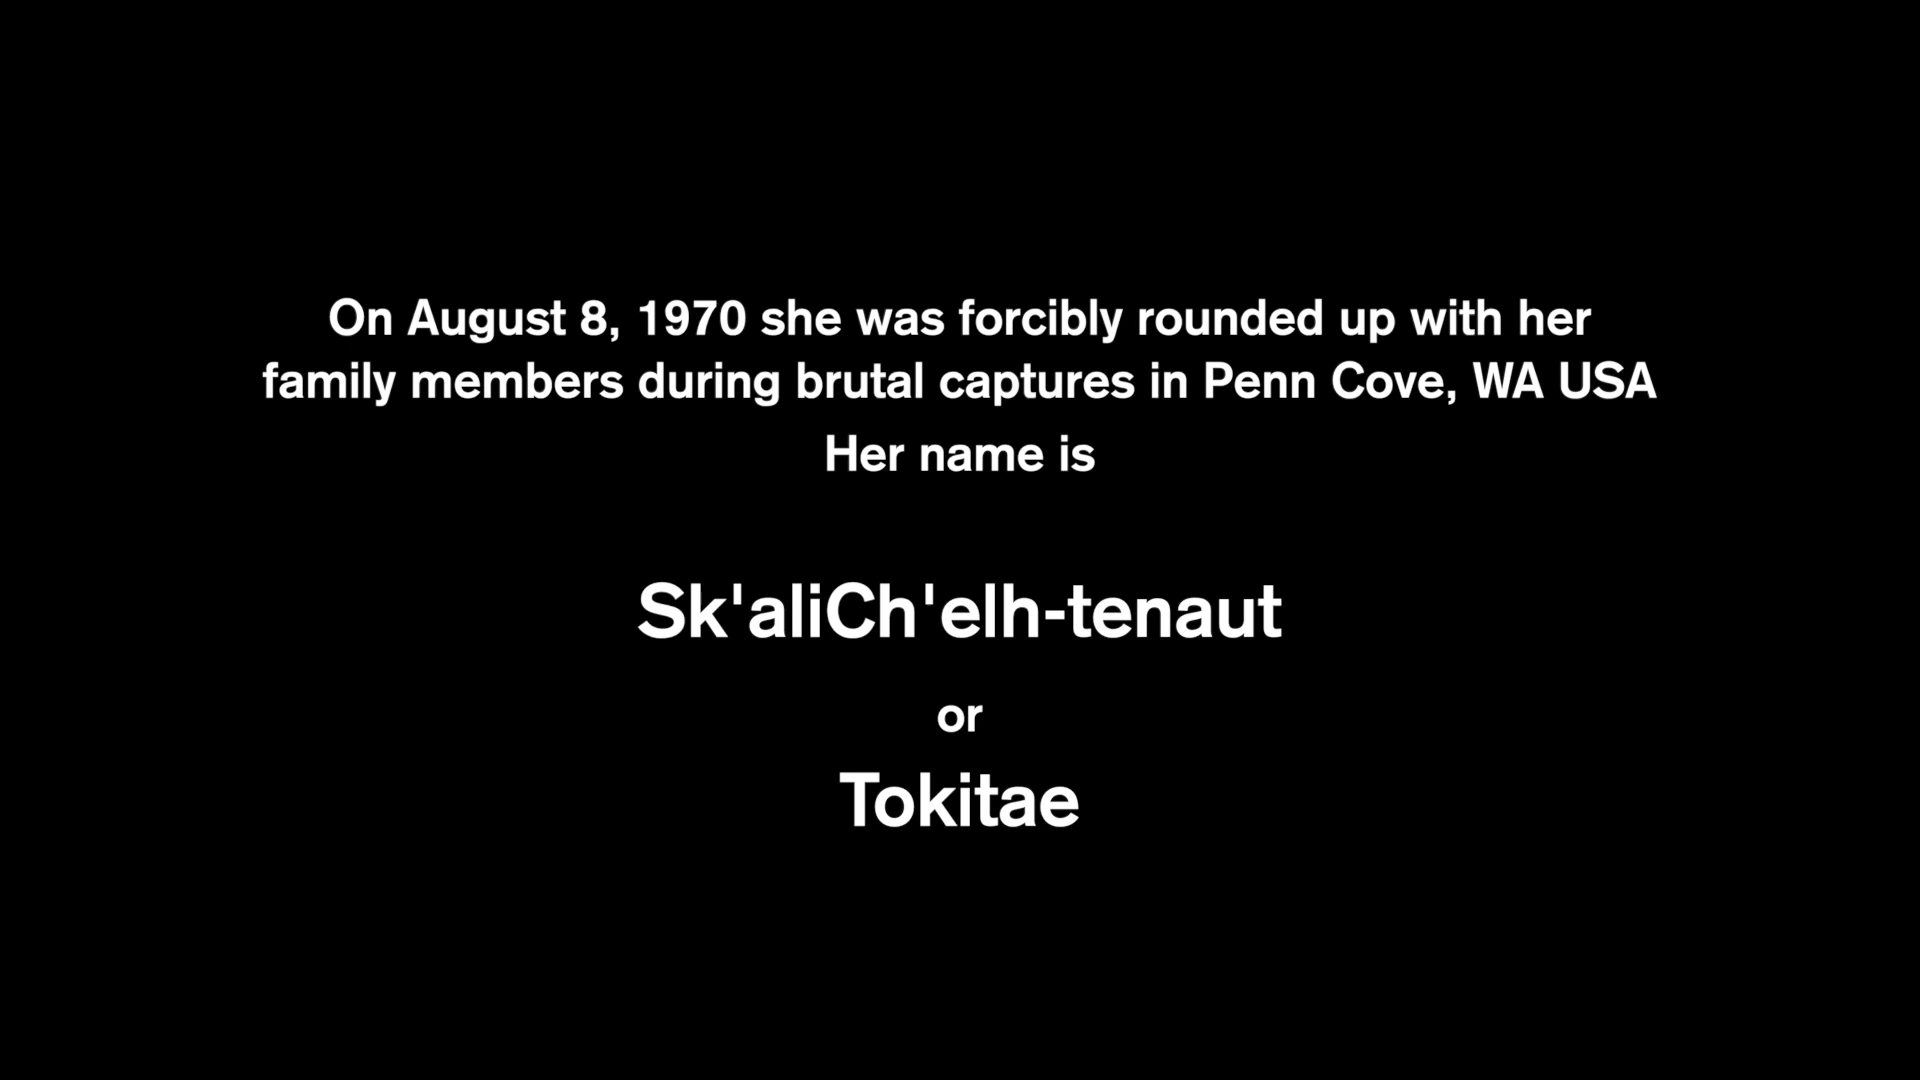 On August 8, 1970 she was forcibly rounded up with her
family members during brutal captures in Penn Cove, WA USA
Her name is
Sk'aliCh'elh-tenaut
or
Tokitae